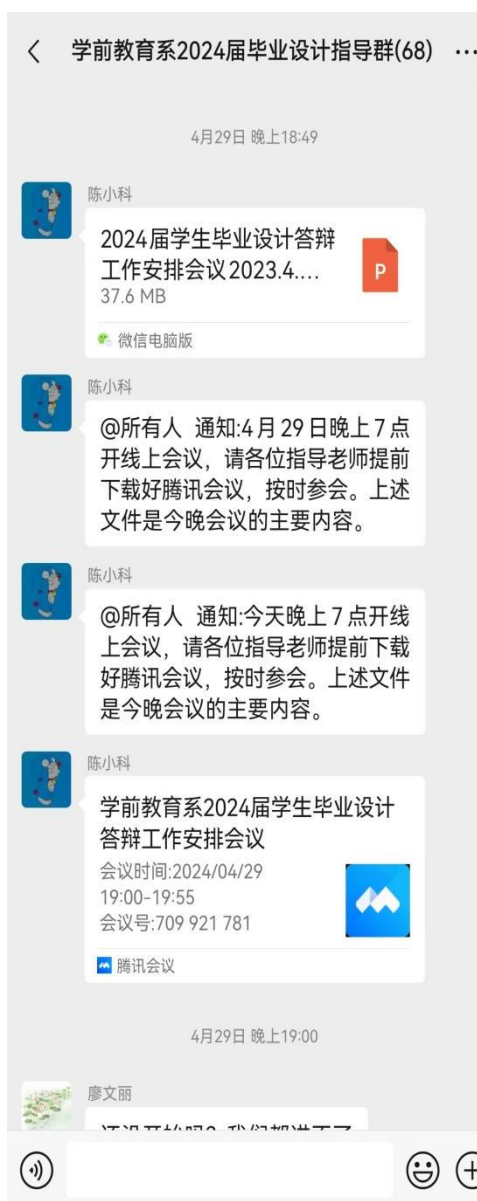 学前教育系2024届毕业设计指导群(68) ...
4月29日 晚上18:49
陈小科
2024届学生毕业设计答辩
工作安排会议2023.4....
37.6 MB
P
微信电脑版
陈小科
@所有人 通知:4月29日晚上7点
开线上会议，请各位指导老师提前
下载好腾讯会议，按时参会。上述
文件是今晚会议的主要内容。
陈小科
@所有人 通知:今天晚上7点开线
上会议，请各位指导老师提前下载
好腾讯会议，按时参会。上述文件
是今晚会议的主要内容。
陈小科
学前教育系2024届学生毕业设计
答辩工作安排会议
会议时间:2024/04/29
19:00-19:55
会议号:709 921 781
腾讯会议
4月29日 晚上19:00
廖文丽